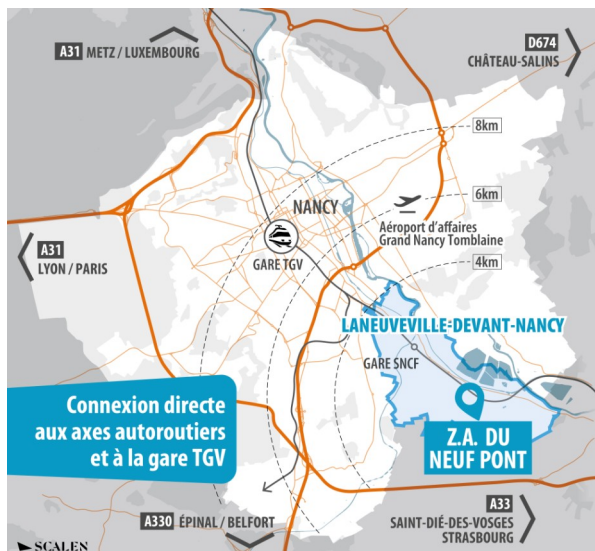 A31 METZ / LUXEMBOURG
D674
CHÂTEAU-SALINS
8km
6km
NANCY
Aéroport d'affaires
Grand Nancy Tomblaine
A31
LYON / PARIS
GARE TGV
4km
LANEUVEVILLE-DEVANT-NANCY
GARE SNCF
Connexion directe
aux axes autoroutiers
et à la gare TGV
Z.A. DU
NEUF PONT
A33
SAINT-DIÉ-DES-VOSGES
STRASBOURG
A330 ÉPINAL / BELFORT
SCALEN